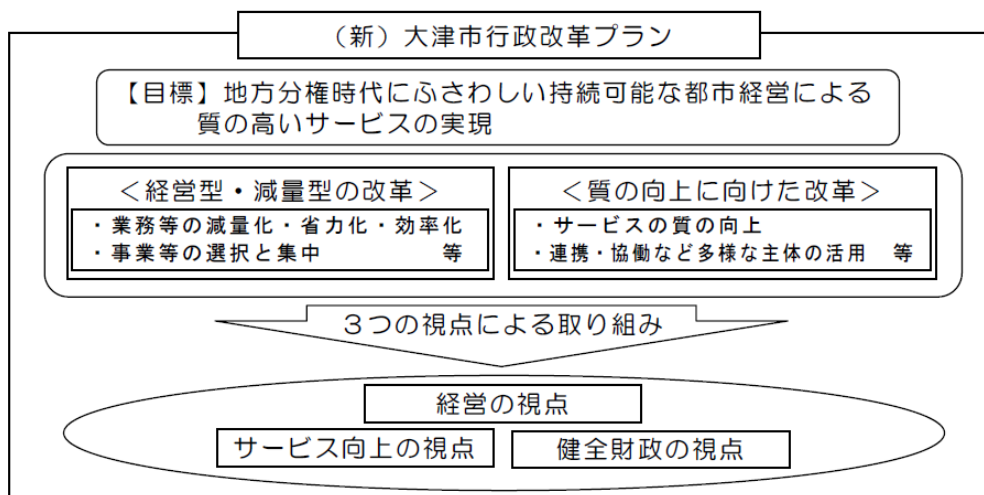 （新）大津市行政改革プラン
【目標】地方分権時代にふさわしい持続可能な都市経営による
質の高いサービスの実現
＜経営型・減量型の改革＞
・業務等の減量化・省力化・効率化
・事業等の選択と集中　等
＜質の向上に向けた改革＞
・サービスの質の向上
・連携・協働など多様な主体の活用　等
３つの視点による取り組み
経営の視点
サービス向上の視点
健全財政の視点